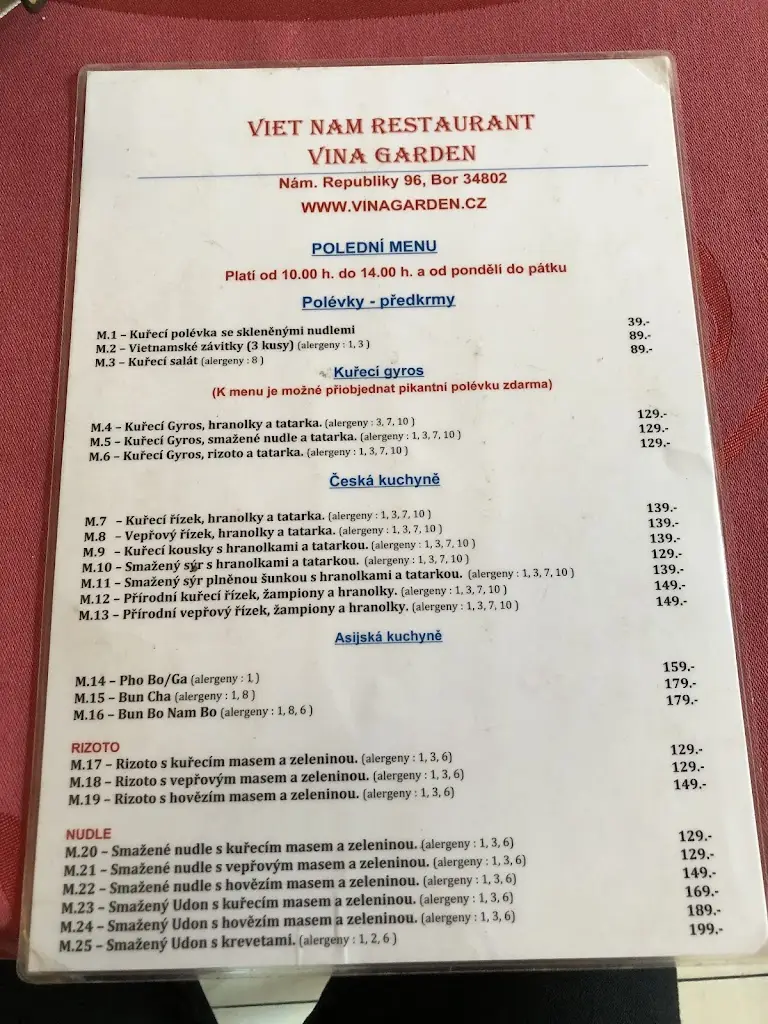 VIET NAM RESTAURANT
VINA GARDEN
Nám. Republiky 96, Bor 34802
WWW.VINAGARDEN.CZ
POLEDNÍ MENU
Platí od 10.00 h. do 14.00 h. a od pondělí do pátku
Polévky - předkrmy
M.1 – Kuřecí polévka se skleněnými nudlemi 39.-
M.2 – Vietnamské závitky (3 kusy) (alergeny : 1, 3 ) 89.-
M.3 – Kuřecí salát (alergeny : 8 ) 89.-
Kuřecí gyros
(K menu je možné přiobjednat pikantni polévku zdarma)
M.4 – Kuřecí Gyros, hranolky a tatarka. (alergeny : 3, 7, 10 ) 129.-
M.5 – Kuřecí Gyros, smažené nudle a tatarka. (alergeny : 1, 3, 7, 10 ) 129.-
M.6 – Kuřecí Gyros, rizoto a tatarka. (alergeny : 1, 3, 7, 10 ) 129.-
Česká kuchyně
M.7 – Kuřecí řízek, hranolky a tatarka. (alergeny : 1, 3, 7, 10 ) 139.-
M.8 – Vepřový řízek, hranolky a tatarka. (alergeny : 1, 3, 7, 10 ) 139.-
M.9 – Kuřecí kousky s hranolkami a tatarkou. (alergeny : 1, 3, 7, 10 ) 139.-
M.10 – Smažený sýr s hranolkami a tatarkou. (alergeny : 1, 3, 7, 10 ) 129.-
M.11 – Smažený sýr plněnou šunkou s hranolkami a tatarkou. (alergeny : 1, 3, 7, 10 ) 139.-
M.12 – Přírodní kuřecí řízek, žampiony a hranolky. (alergeny : 1, 3, 7, 10 ) 149.-
M.13 – Přírodní vepřový řízek, žampiony a hranolky. (alergeny : 1, 3, 7, 10 ) 149.-
Asijská kuchyně
M.14 – Pho Bo/Ga (alergeny : 1, ) 159.-
M.15 – Bun Cha (alergeny : 1, 8 ) 179.-
M.16 – Bun Bo Nam Bo (alergeny : 1, 8, 6 ) 179.-
RIZOTO
M.17 – Rizoto s kuřecím masem a zeleninou. (alergeny : 1, 3, 6) 129.-
M.18 – Rizoto s vepřovým masem a zeleninou. (alergeny : 1, 3, 6) 129.-
M.19 – Rizoto s hovězím masem a zeleninou. (alergeny : 1, 3, 6) 149.-
NUDLE
M.20 – Smažené nudle s kuřecím masem a zeleninou. (alergeny : 1, 3, 6) 129.-
M.21 – Smažené nudle s vepřovým masem a zeleninou. (alergeny : 1, 3, 6) 129.-
M.22 – Smažené nudle s hovězím masem a zeleninou. (alergeny : 1, 3, 6) 149.-
M.23 – Smažený Udon s kuřecím masem a zeleninou. (alergeny : 1, 3, 6) 169.-
M.24 – Smažený Udon s hovězím masem a zeleninou. (alergeny : 1, 3, 6) 189.-
M.25 – Smažený Udon s krevetami. (alergeny : 1, 2, 6 ) 199.-